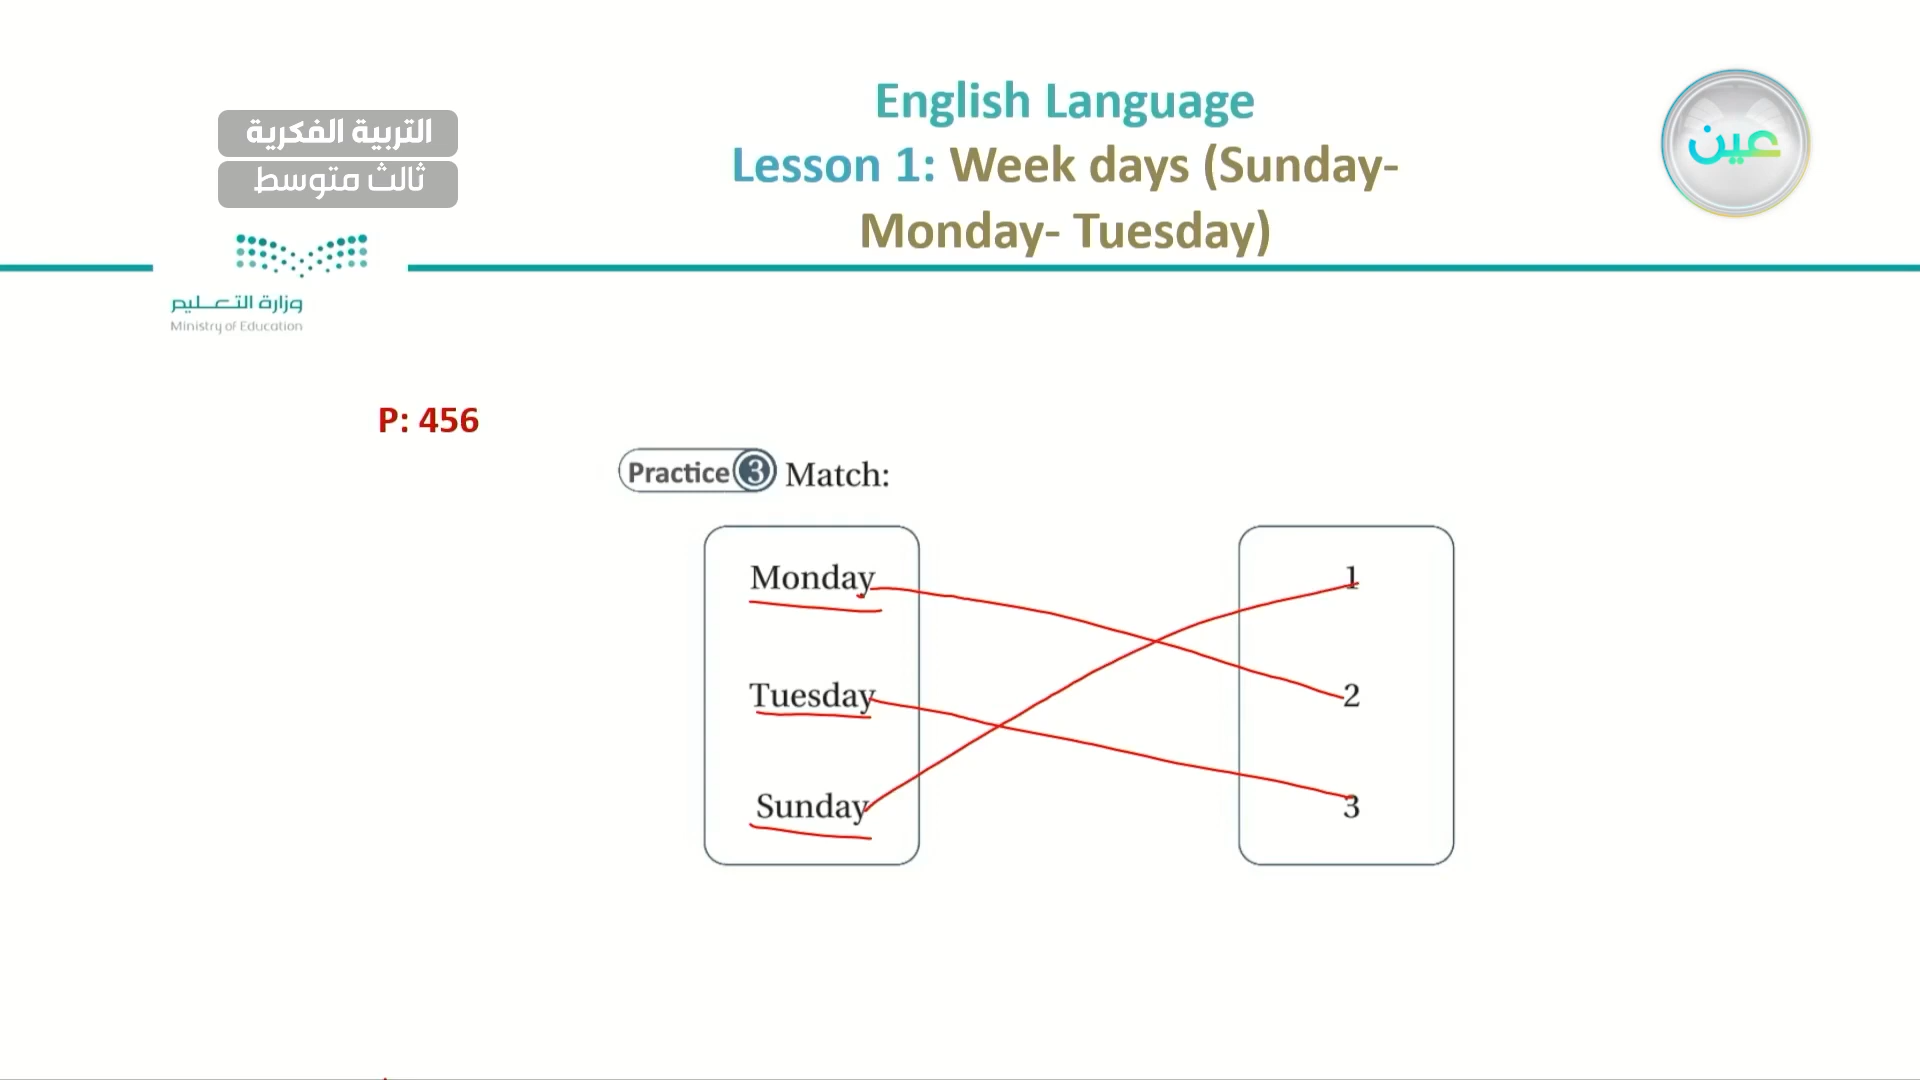 English Language
Lesson 1: Week days (Sunday-
Monday- Tuesday)
التربية الفكرية
ثالث متوسط
عين
وزارة التعليم
Ministry of Education
P: 456
Practice 3 Match:
Monday 1
Tuesday 2
Sunday 3